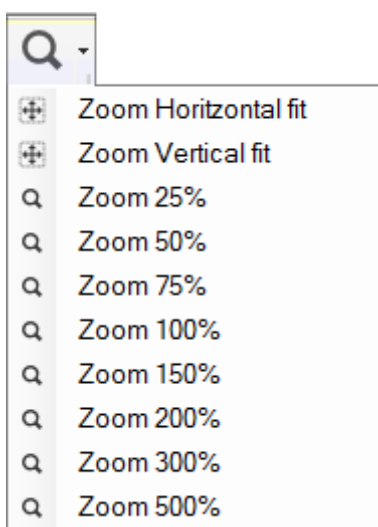 Zoom Horitzontal fit
Zoom Vertical fit
Zoom 25%
Zoom 50%
Zoom 75%
Zoom 100%
Zoom 150%
Zoom 200%
Zoom 300%
Zoom 500%